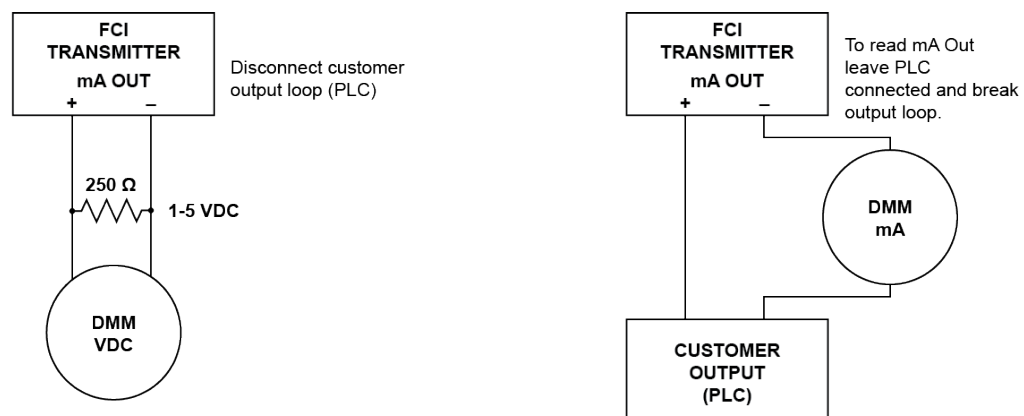 FCI
TRANSMITTER
mA OUT
+ –
Disconnect customer
output loop (PLC)
250 Ω
1-5 VDC
DMM
VDC
FCI
TRANSMITTER
mA OUT
+ –
To read mA Out
leave PLC
connected and break
output loop.
DMM
mA
CUSTOMER
OUTPUT
(PLC)